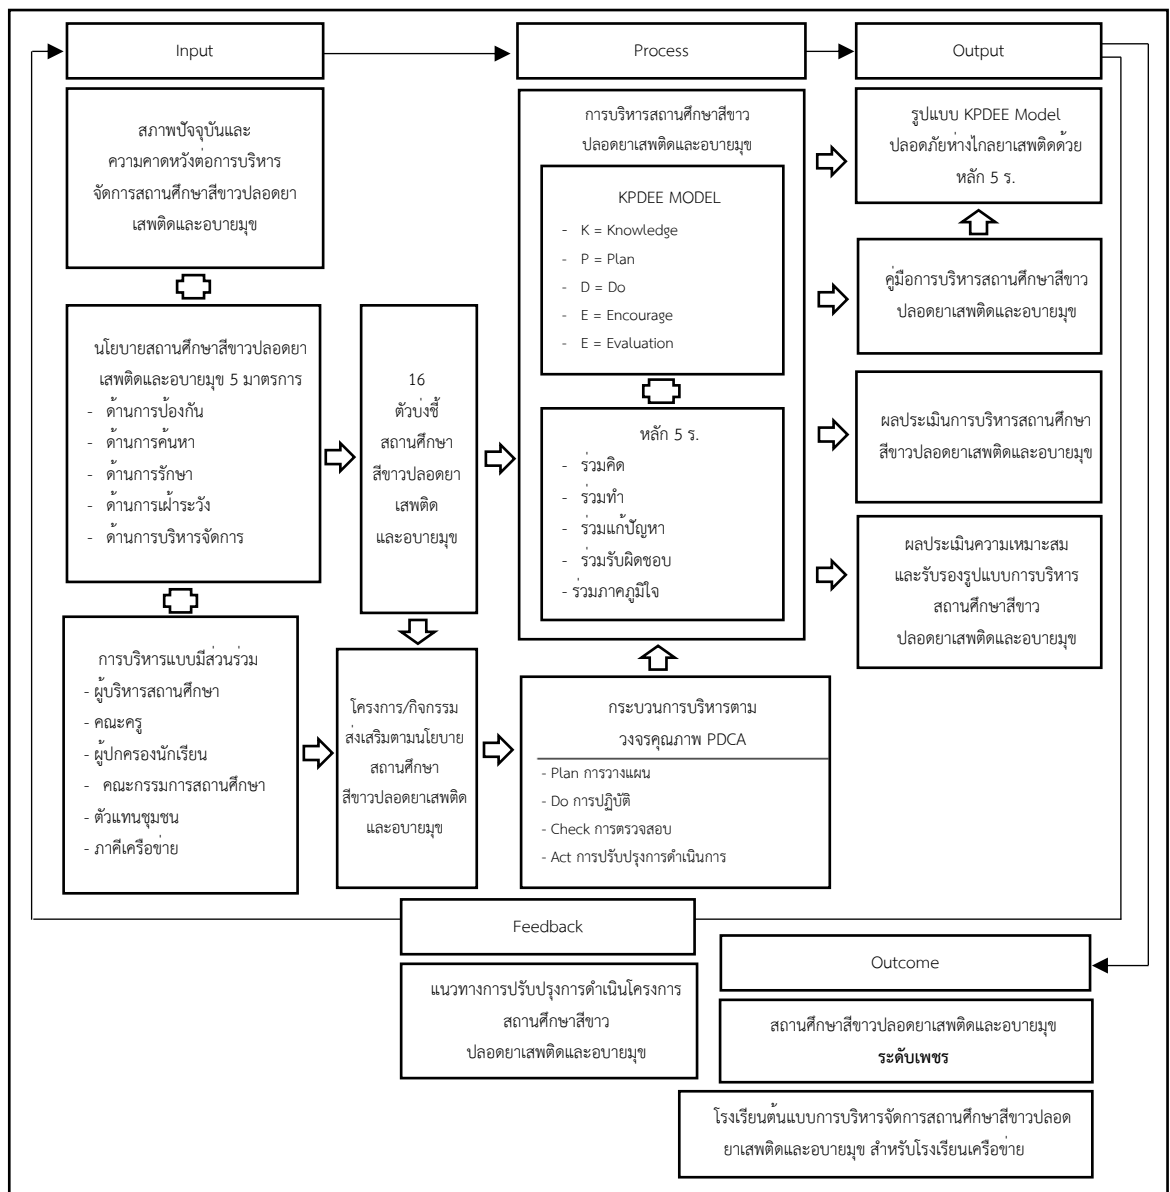 Input
Process
Output
สภาพปัจจุบันและ
ความคาดหวังต่อการบริหาร
จัดการสถานศึกษาสีขาวปลอดยา
เสพติดและอบายมุข
นโยบายสถานศึกษาสีขาวปลอดยา
เสพติดและอบายมุข 5 มาตรการ
- ด้านการป้องกัน
- ด้านการค้นหา
- ด้านการรักษา
- ด้านการเฝ้าระวัง
- ด้านการบริหารจัดการ
การบริหารแบบมีส่วนร่วม
- ผู้บริหารสถานศึกษา
- คณะครู
- ผู้ปกครองนักเรียน
- คณะกรรมการสถานศึกษา
- ตัวแทนชุมชน
- ภาคีเครือข่าย
16
ตัวบ่งชี้
สถานศึกษา
สีขาวปลอดยา
เสพติด
และอบายมุข
โครงการ/กิจกรรม
ส่งเสริมตามนโยบาย
สถานศึกษา
สีขาวปลอดยาเสพติด
และอบายมุข
การบริหารสถานศึกษาสีขาว
ปลอดยาเสพติดและอบายมุข
KPDEE MODEL
- K = Knowledge
- P = Plan
- D = Do
- E = Encourage
- E = Evaluation
หลัก 5 ร.
- ร่วมคิด
- ร่วมทำ
- ร่วมแก้ปัญหา
- ร่วมรับผิดชอบ
- ร่วมภาคภูมิใจ
กระบวนการบริหารตาม
วงจรคุณภาพ PDCA
- Plan การวางแผน
- Do การปฏิบัติ
- Check การตรวจสอบ
- Act การปรับปรุงการดำเนินการ
รูปแบบ KPDEE Model
ปลอดภัยห่างไกลยาเสพติดด้วย
หลัก 5 ร.
คู่มือการบริหารสถานศึกษาสีขาว
ปลอดยาเสพติดและอบายมุข
ผลประเมินการบริหารสถานศึกษา
สีขาวปลอดยาเสพติดและอบายมุข
ผลประเมินความเหมาะสม
และรับรองรูปแบบการบริหาร
สถานศึกษาสีขาว
ปลอดยาเสพติดและอบายมุข
Feedback
แนวทางการปรับปรุงการดำเนินโครงการ
สถานศึกษาสีขาว
ปลอดยาเสพติดและอบายมุข
Outcome
สถานศึกษาสีขาวปลอดยาเสพติดและอบายมุข
ระดับเพชร
โรงเรียนต้นแบบการบริหารจัดการสถานศึกษาสีขาวปลอด
ยาเสพติดและอบายมุข สำหรับโรงเรียนเครือข่าย